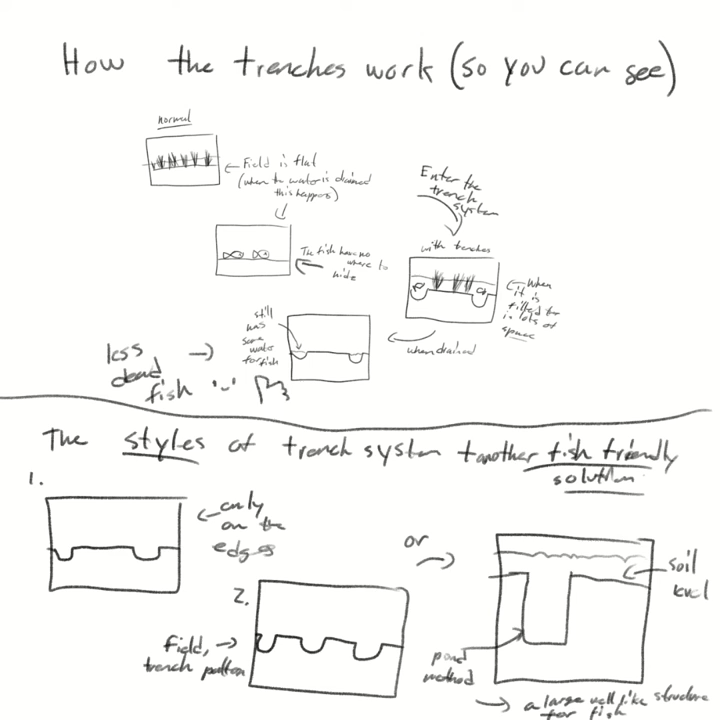 How the trenches work (so you can see)
normal
Field is flat
(when the water is drained
this happens)
The fish have no
where to
hide
Enter the
trench
system
with trenches
when
it is
filled
in lots of
space
when drained
still
has
some
water
for fish
less
dead
fish
The styles of trench system + another fish friendly
solution
1.
only
on the
edges
2.
field,
trench pattern
or
soil
level
pond
method
a large well like structure
for fish